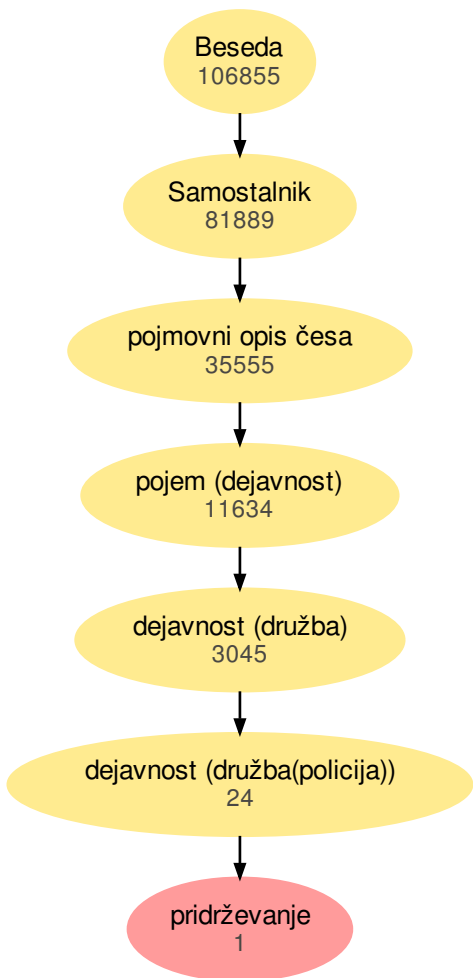 Beseda
106855
Samostalnik
81889
pojmovni opis česa
35555
pojem (dejavnost)
11634
dejavnost (družba)
3045
dejavnost (družba(policija))
24
pridrževanje
1